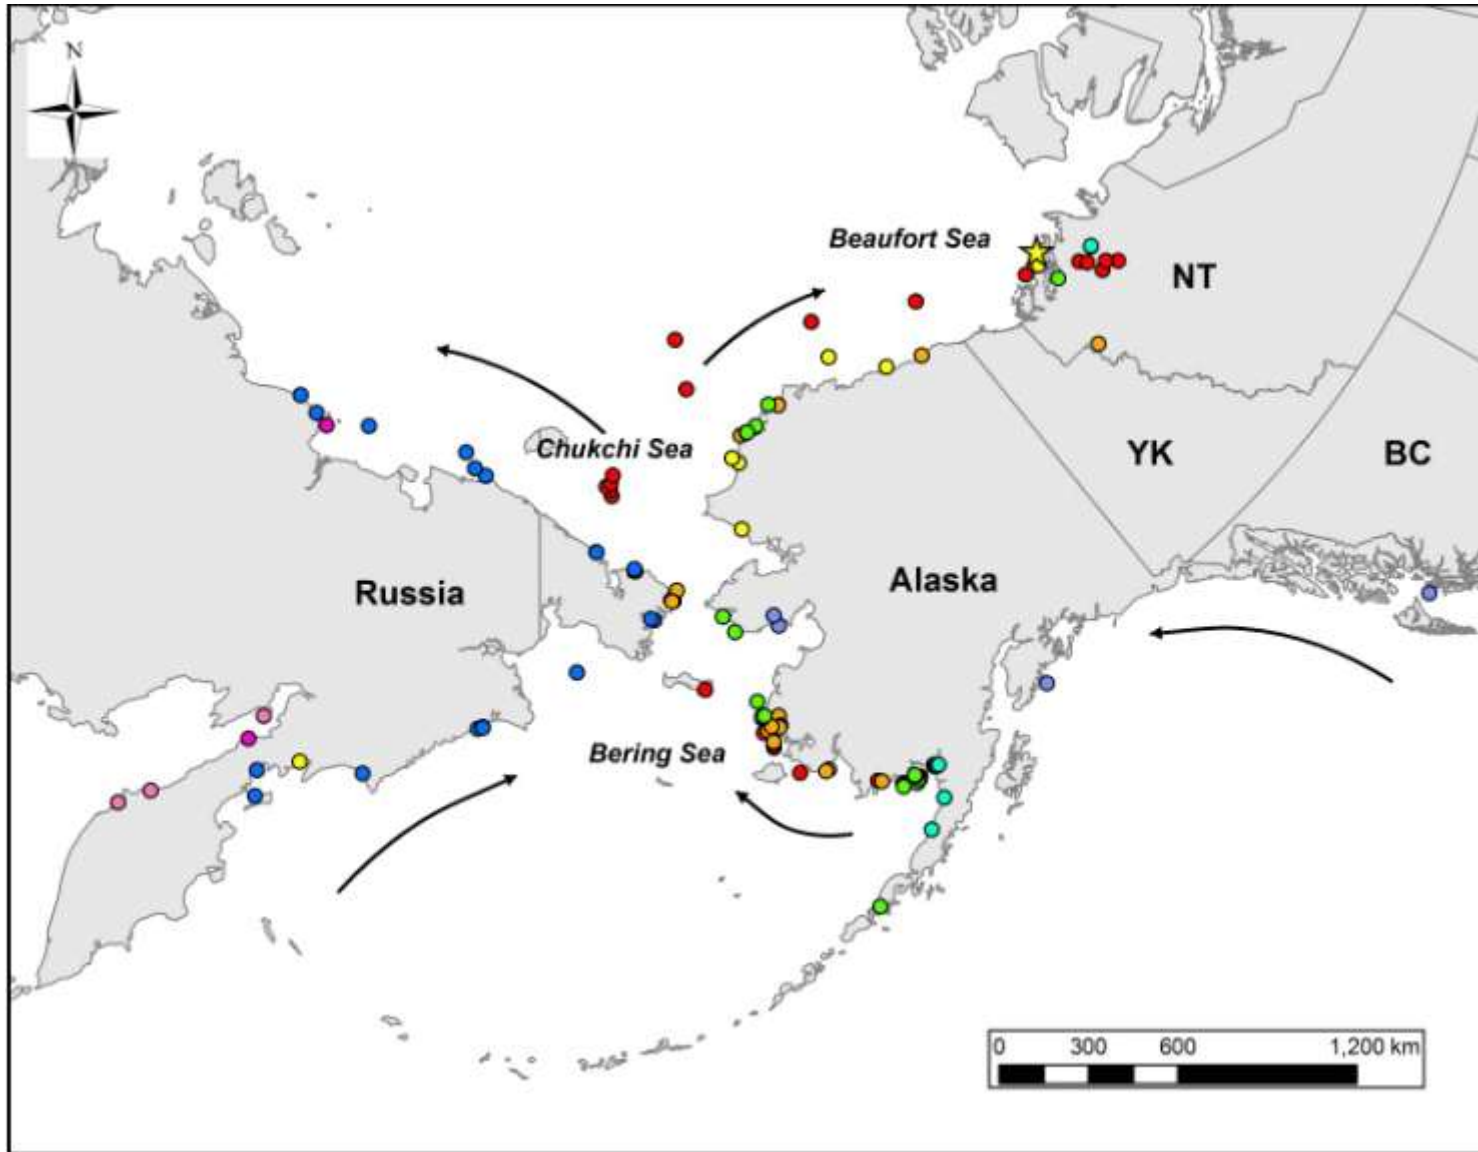 N
Beaufort Sea
NT
Chukchi Sea
YK
BC
Russia
Alaska
Bering Sea
0 300 600 1,200 km